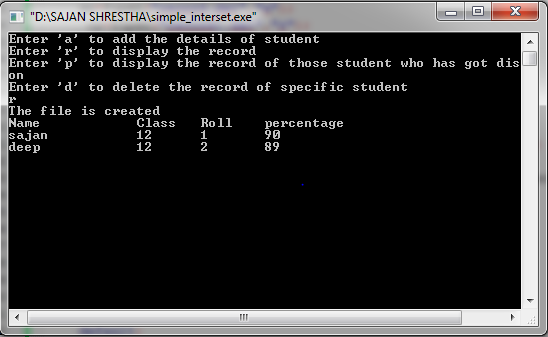 "D:\SAJAN SHRESTHA\simple_interset.exe"
Enter 'a' to add the details of student
Enter 'r' to display the record
Enter 'p' to display the record of those student who has got dis
on
Enter 'd' to delete the record of specific student
r
The file is created
Name Class Roll percentage
sajan 12 1 90
deep 12 2 89